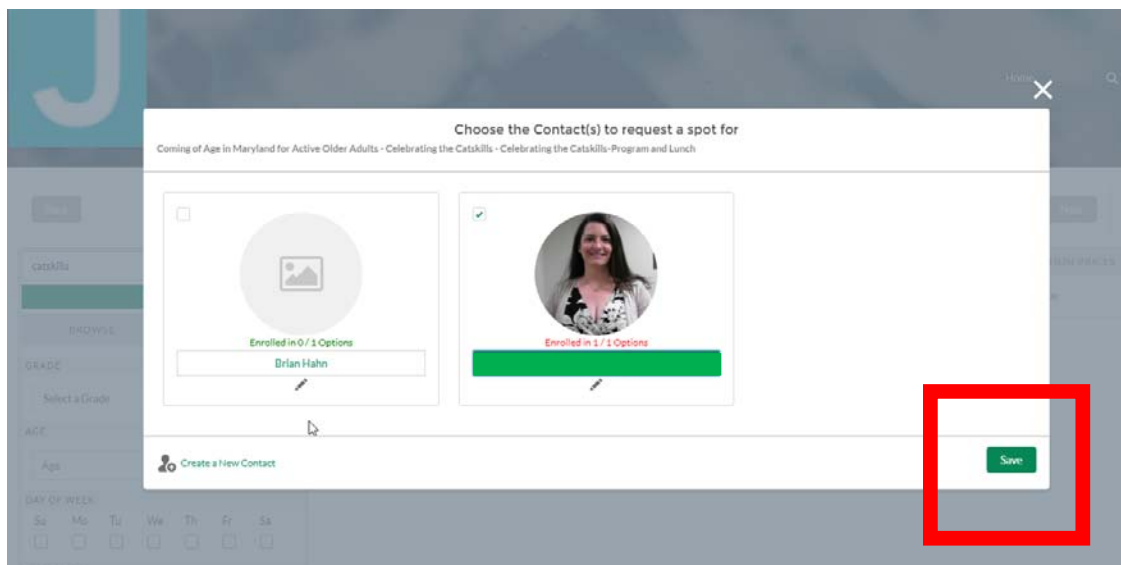 J
Home
Choose the Contact(s) to request a spot for
Coming of Age in Maryland for Active Older Adults - Celebrating the Catskills - Celebrating the Catskills-Program and Lunch
Back
catskills
BROWSE
GRADE
Select a Grade
AGE
Age
DAY OF WEEK
Su Mo Tu We Th Fr Sa
Enrolled in 0 / 1 Options
Brian Hahn
Enrolled in 1 / 1 Options
Create a New Contact
Save